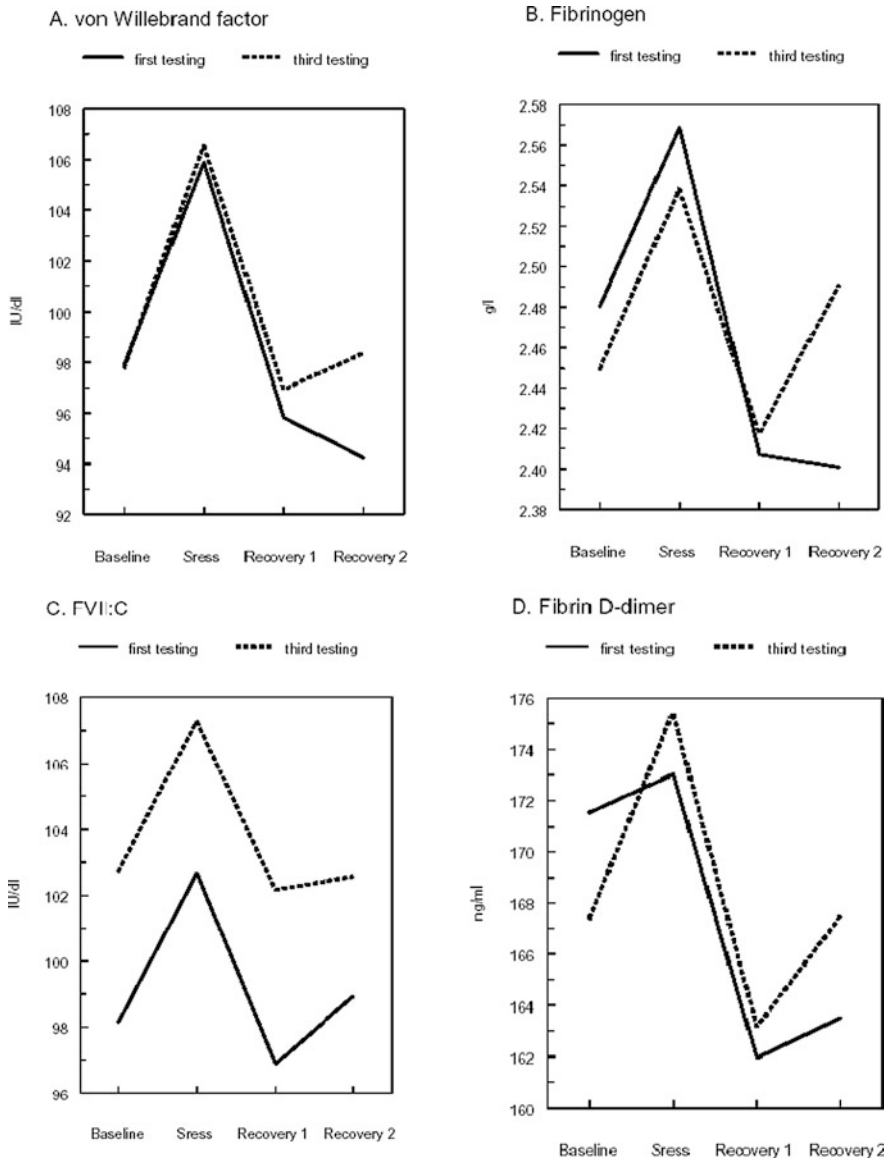 A. von Willebrand factor
first testing
third testing
108
106
104
102
100
98
96
94
92
IU/dl
Baseline
Sress
Recovery 1
Recovery 2
B. Fibrinogen
first testing
third testing
2.58
2.56
2.54
2.52
2.50
2.48
2.46
2.44
2.42
2.40
2.38
g/l
Baseline
Sress
Recovery 1
Recovery 2
C. FVII:C
first testing
third testing
108
106
104
102
100
98
96
IU/dl
Baseline
Sress
Recovery 1
Recovery 2
D. Fibrin D-dimer
first testing
third testing
176
174
172
170
168
166
164
162
160
ng/ml
Baseline
Sress
Recovery 1
Recovery 2